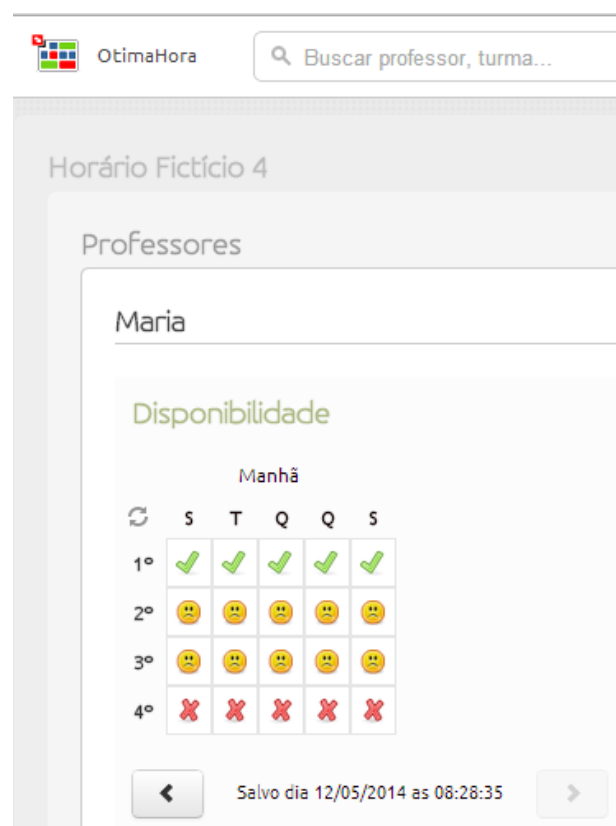 OtimaHora
Buscar professor, turma...
Horário Fictício 4
Professores
Maria
Disponibilidade
Manhã
S T Q Q S
1º
2º
3º
4º
Salvo dia 12/05/2014 as 08:28:35